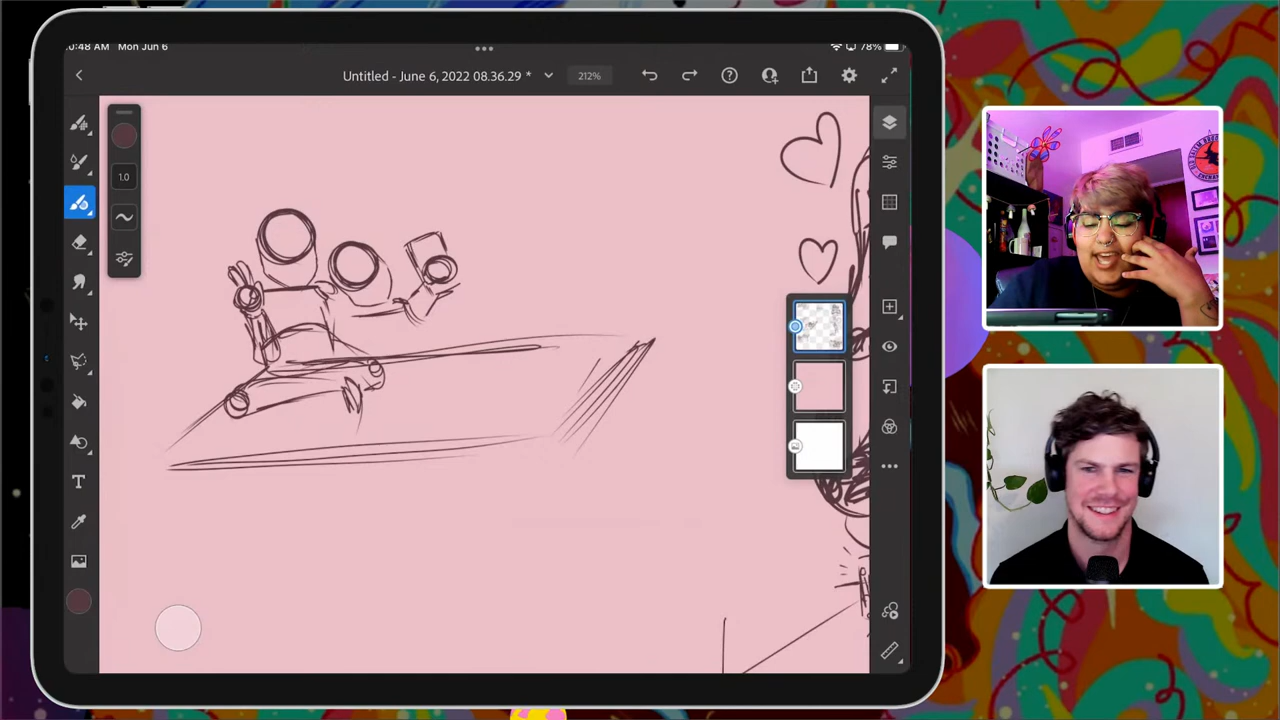 :48 AM Mon Jun 6
78%
Untitled - June 6, 2022 08.36.29 *
212%
1.0
T